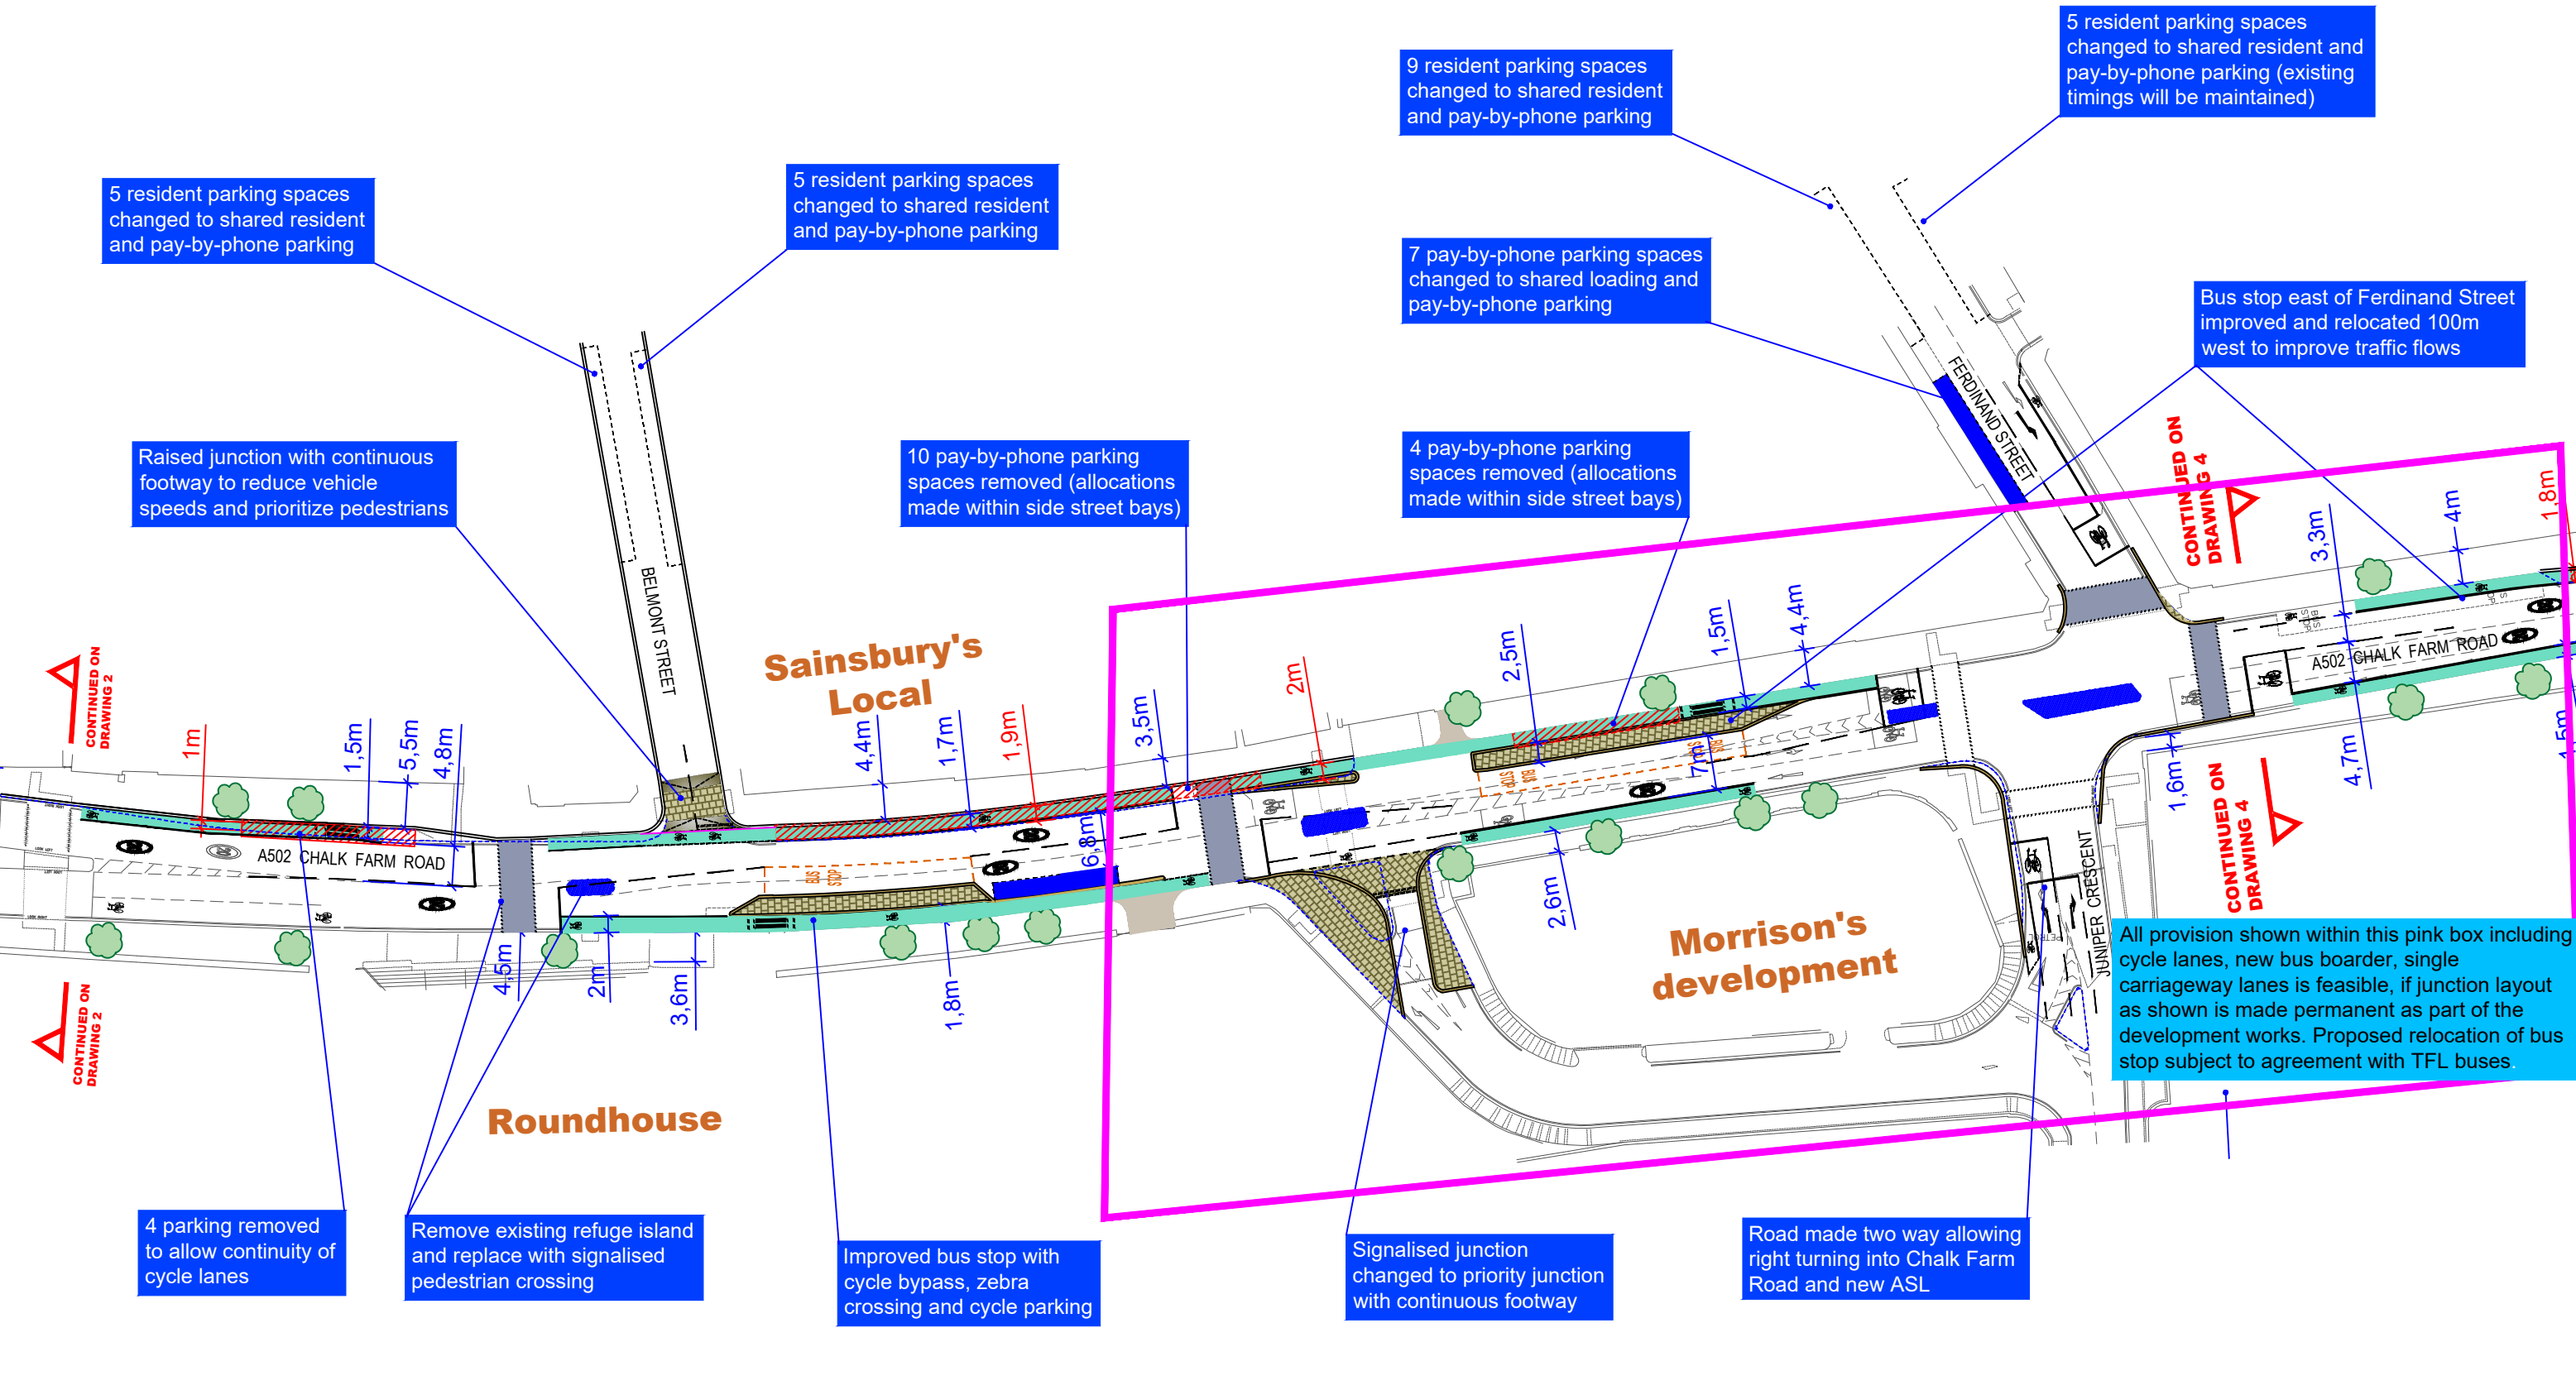 5 resident parking spaces
changed to shared resident and
pay-by-phone parking (existing
timings will be maintained)
9 resident parking spaces
changed to shared resident
and pay-by-phone parking
5 resident parking spaces
changed to shared resident
and pay-by-phone parking
5 resident parking spaces
changed to shared resident
and pay-by-phone parking
7 pay-by-phone parking spaces
changed to shared loading and
pay-by-phone parking
Bus stop east of Ferdinand Street
improved and relocated 100m
west to improve traffic flows
Raised junction with continuous
footway to reduce vehicle
speeds and prioritize pedestrians
10 pay-by-phone parking
spaces removed (allocations
made within side street bays)
4 pay-by-phone parking
spaces removed (allocations
made within side street bays)
FERDINAND STREET
CONTINUED ON
DRAWING 4
1,8m
4m
3,3m
BELMONT STREET
Sainsbury's
Local
CONTINUED ON
DRAWING 2
1m
1,5m
5,5m
4,8m
4,4m
1,7m
1,9m
3,5m
2m
2,5m
1,5m
4,4m
BUS
STOP
A502 CHALK FARM ROAD
7m
BUS
STOP
BUS
STOP
1,6m
4,7m
1,5m
CONTINUED ON
DRAWING 4
A502 CHALK FARM ROAD
6,8m
BUS
STOP
4,5m
2m
3,6m
1,8m
2,6m
JUNIPER CRESCENT
Morrison's
development
CONTINUED ON
DRAWING 2
Roundhouse
All provision shown within this pink box including
cycle lanes, new bus boarder, single
carriageway lanes is feasible, if junction layout
as shown is made permanent as part of the
development works. Proposed relocation of bus
stop subject to agreement with TFL buses.
4 parking removed
to allow continuity of
cycle lanes
Remove existing refuge island
and replace with signalised
pedestrian crossing
Improved bus stop with
cycle bypass, zebra
crossing and cycle parking
Signalised junction
changed to priority junction
with continuous footway
Road made two way allowing
right turning into Chalk Farm
Road and new ASL